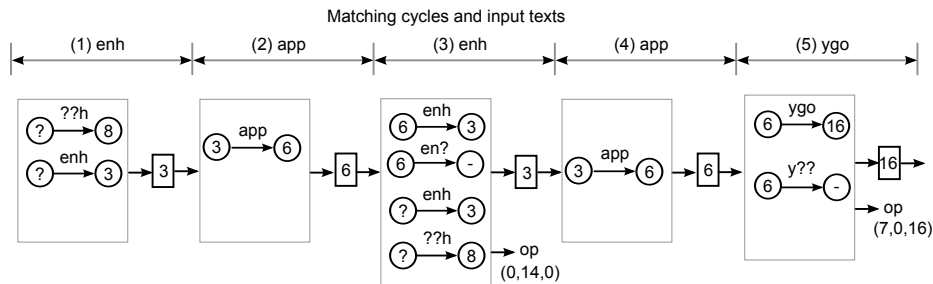 Matching cycles and input texts
(1) enh
(2) app
(3) enh
(4) app
(5) ygo
??h
? 8
enh
? 3
3
app
3 6
6
enh
6 3
en?
6 -
enh
? 3
??h
? 8
3
op
(0,14,0)
app
3 6
6
ygo
6 16
y??
6 -
16
op
(7,0,16)